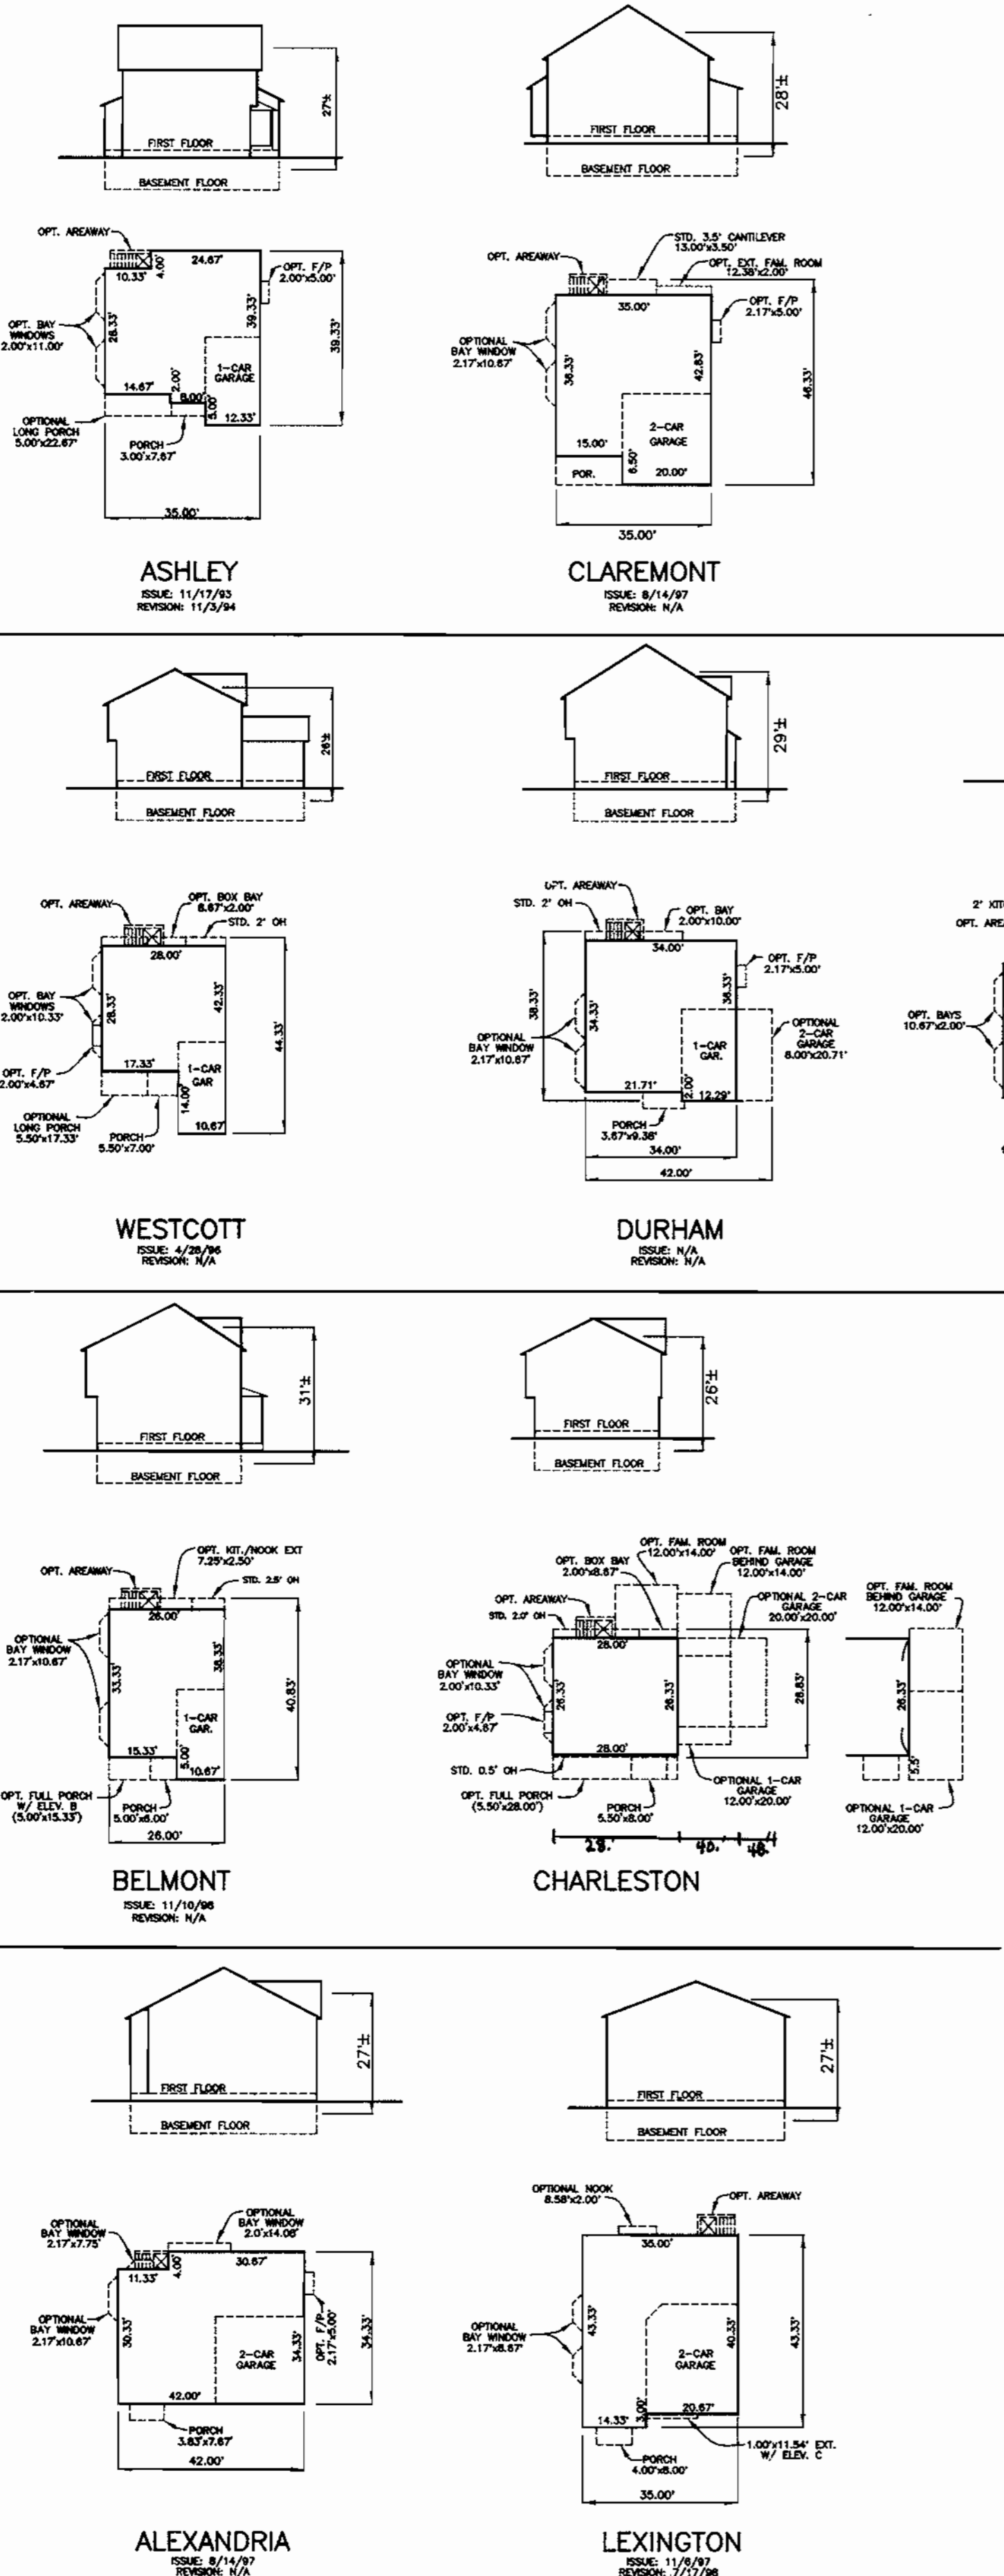 27'±
FIRST FLOOR
BASEMENT FLOOR
28'±
FIRST FLOOR
BASEMENT FLOOR
OPT. AREAWAY
24.67'
10.33'
4.00'
OPT. F/P
2.00'x5.00'
OPT. BAY
WINDOWS
2.00'x11.00'
39.33'
39.33'
1-CAR
GARAGE
14.67'
2.00'
8.00'
5.00'
12.33'
OPTIONAL
LONG PORCH
5.00'x22.67'
PORCH
3.00'x7.67'
35.00'
ASHLEY
ISSUE: 11/17/93
REVISION: 11/3/94
STD. 3.5' CANTILEVER
13.00'x3.50'
OPT. AREAWAY
OPT. EXT. FAM. ROOM
12.38'x2.00'
35.00'
OPT. F/P
2.17'x5.00'
OPTIONAL
BAY WINDOW
2.17'x10.67'
36.33'
42.83'
46.33'
2-CAR
GARAGE
15.00'
6.50'
POR.
20.00'
35.00'
CLAREMONT
ISSUE: 8/14/97
REVISION: N/A
26'±
FIRST FLOOR
BASEMENT FLOOR
29'±
FIRST FLOOR
BASEMENT FLOOR
OPT. BOX BAY
8.67'x2.00'
OPT. AREAWAY
STD. 2' OH
28.00'
OPT. BAY
WINDOWS
2.00'x10.33'
28.33'
42.33'
44.33'
17.33'
1-CAR
GAR
OPT. F/P
2.00'x4.67'
14.00'
10.67'
OPTIONAL
LONG PORCH
5.50'x17.33'
PORCH
5.50'x7.00'
WESTCOTT
ISSUE: 4/26/96
REVISION: N/A
OPT. AREAWAY
STD. 2' OH
OPT. BAY
2.00'x10.00'
34.00'
OPT. F/P
2.17'x5.00'
38.33'
34.33'
36.33'
OPTIONAL
BAY WINDOW
2.17'x10.67'
1-CAR
GAR.
OPTIONAL
2-CAR
GARAGE
8.00'x20.71'
21.71'
2.00'
12.29'
PORCH
3.67'x9.38'
34.00'
42.00'
DURHAM
ISSUE: N/A
REVISION: N/A
OPT. BAYS
10.67'x2.00'
31'±
FIRST FLOOR
BASEMENT FLOOR
26'±
FIRST FLOOR
BASEMENT FLOOR
OPT. KIT./NOOK EXT
7.25'x2.50'
OPT. AREAWAY
STD. 2.5' OH
26.00'
OPTIONAL
BAY WINDOW
2.17'x10.67'
33.33'
38.33'
40.83'
1-CAR
GAR.
15.33'
5.00'
10.67'
OPT. FULL PORCH
W/ ELEV. B
(5.00'x15.33')
PORCH
5.00'x6.00'
26.00'
BELMONT
ISSUE: 11/10/96
REVISION: N/A
OPT. FAM. ROOM
12.00'x14.00'
OPT. FAM. ROOM
BEHIND GARAGE
12.00'x14.00'
OPT. BOX BAY
2.00'x8.67'
OPT. AREAWAY
STD. 2.0' OH
OPTIONAL 2-CAR
GARAGE
20.00'x20.00'
28.00'
OPTIONAL
BAY WINDOW
2.00'x10.33'
26.33'
26.33'
28.83'
OPT. F/P
2.00'x4.67'
28.00'
STD. 0.5' OH
OPT. FULL PORCH
(5.50'x28.00')
PORCH
5.50'x8.00'
OPTIONAL 1-CAR
GARAGE
12.00'x20.00'
28.'
40.'
48.'
CHARLESTON
OPT. FAM. ROOM
BEHIND GARAGE
12.00'x14.00'
26.33'
5.5'
OPTIONAL 1-CAR
GARAGE
12.00'x20.00'
27'±
FIRST FLOOR
BASEMENT FLOOR
27'±
FIRST FLOOR
BASEMENT FLOOR
OPTIONAL
BAY WINDOW
2.17'x7.75'
OPTIONAL
BAY WINDOW
2.0'x14.08'
4.00'
30.67'
11.33'
OPTIONAL
BAY WINDOW
2.17'x10.67'
30.33'
34.33'
OPT. F/P
2.17'x5.00'
34.33'
2-CAR
GARAGE
42.00'
PORCH
3.83'x7.67'
42.00'
ALEXANDRIA
ISSUE: 8/14/97
REVISION: N/A
OPTIONAL NOOK
8.58'x2.00'
OPT. AREAWAY
35.00'
OPTIONAL
BAY WINDOW
2.17'x8.67'
43.33'
40.33'
43.33'
2-CAR
GARAGE
3.00'
20.67'
14.33'
1.00'x11.54' EXT.
W/ ELEV. C
PORCH
4.00'x8.00'
35.00'
LEXINGTON
ISSUE: 11/6/97
REVISION: 7/17/98